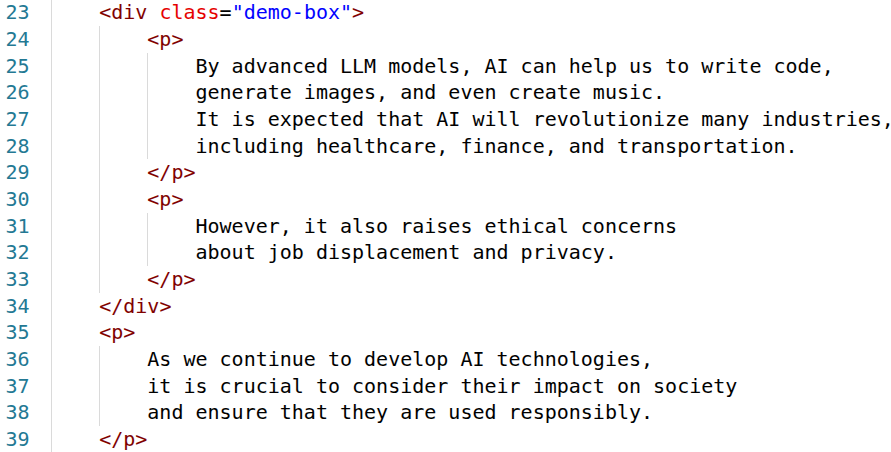 23 <div class="demo-box">
24 <p>
25 By advanced LLM models, AI can help us to write code,
26 generate images, and even create music.
27 It is expected that AI will revolutionize many industries,
28 including healthcare, finance, and transportation.
29 </p>
30 <p>
31 However, it also raises ethical concerns
32 about job displacement and privacy.
33 </p>
34 </div>
35 <p>
36 As we continue to develop AI technologies,
37 it is crucial to consider their impact on society
38 and ensure that they are used responsibly.
39 </p>